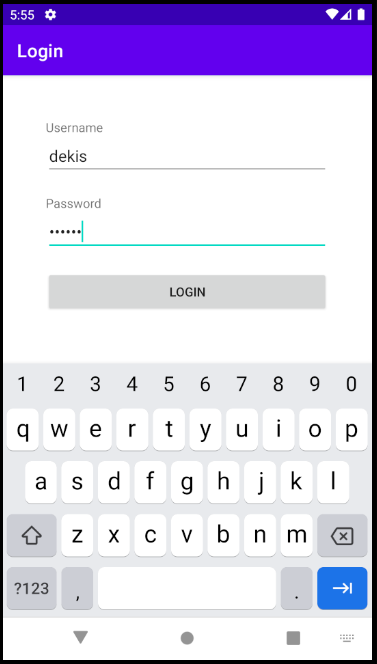 5:55
Login
Username
dekis
Password
••••••
LOGIN
1 2 3 4 5 6 7 8 9 0
q w e r t y u i o p
a s d f g h j k l
z x c v b n m
?123 , .